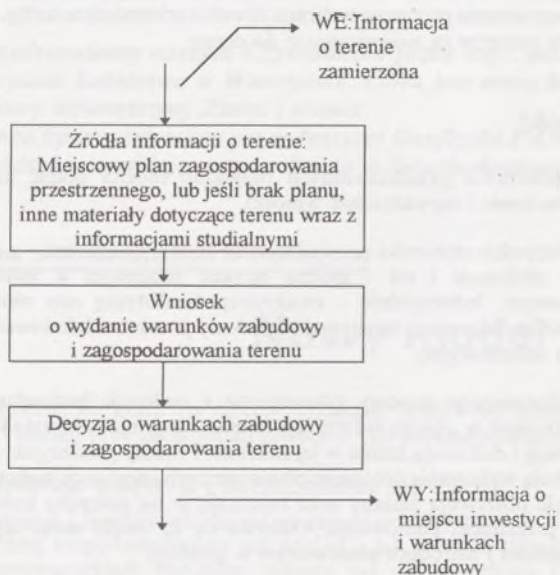 WE:Informacja
o terenie
zamierzona
Źródła informacji o terenie:
Miejscowy plan zagospodarowania
przestrzennego, lub jeśli brak planu,
inne materiały dotyczące terenu wraz z
informacjami studialnymi
Wniosek
o wydanie warunków zabudowy
i zagospodarowania terenu
Decyzja o warunkach zabudowy
i zagospodarowania terenu
WY:Informacja o
miejscu inwestycji
i warunkach
zabudowy